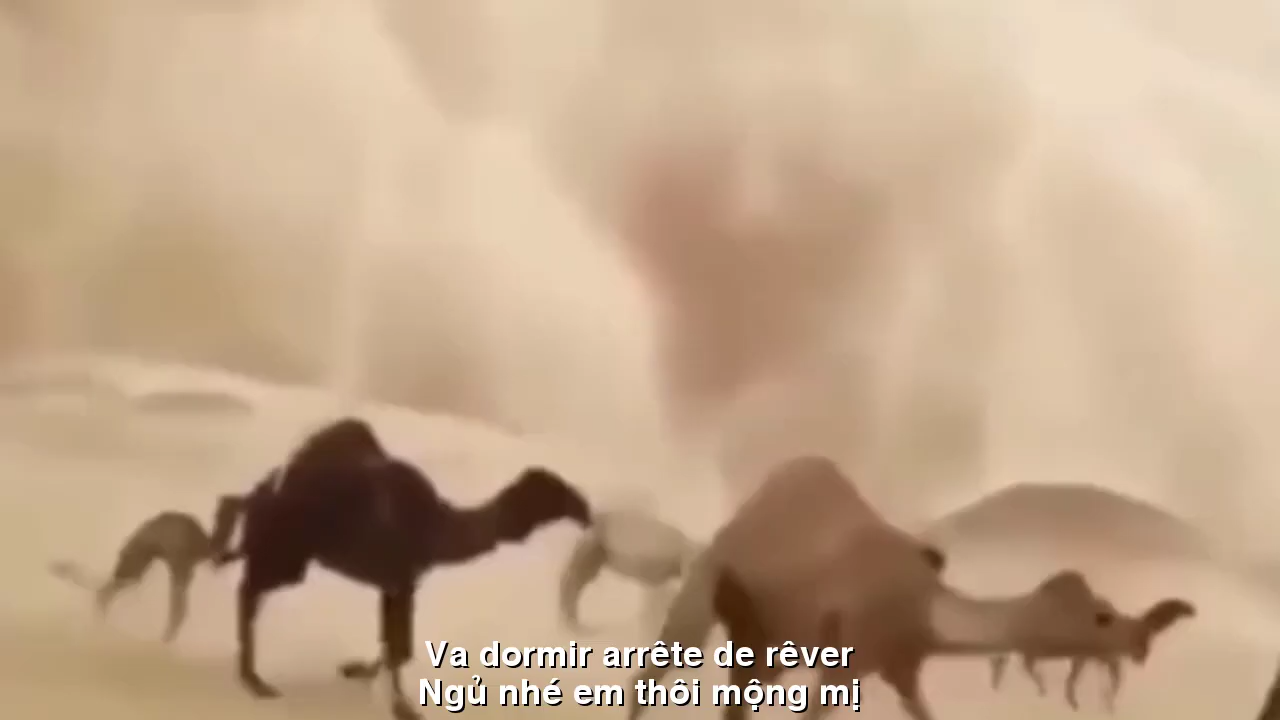 Va dormir arrête de rêver
Ngủ nhé em thôi mộng mị